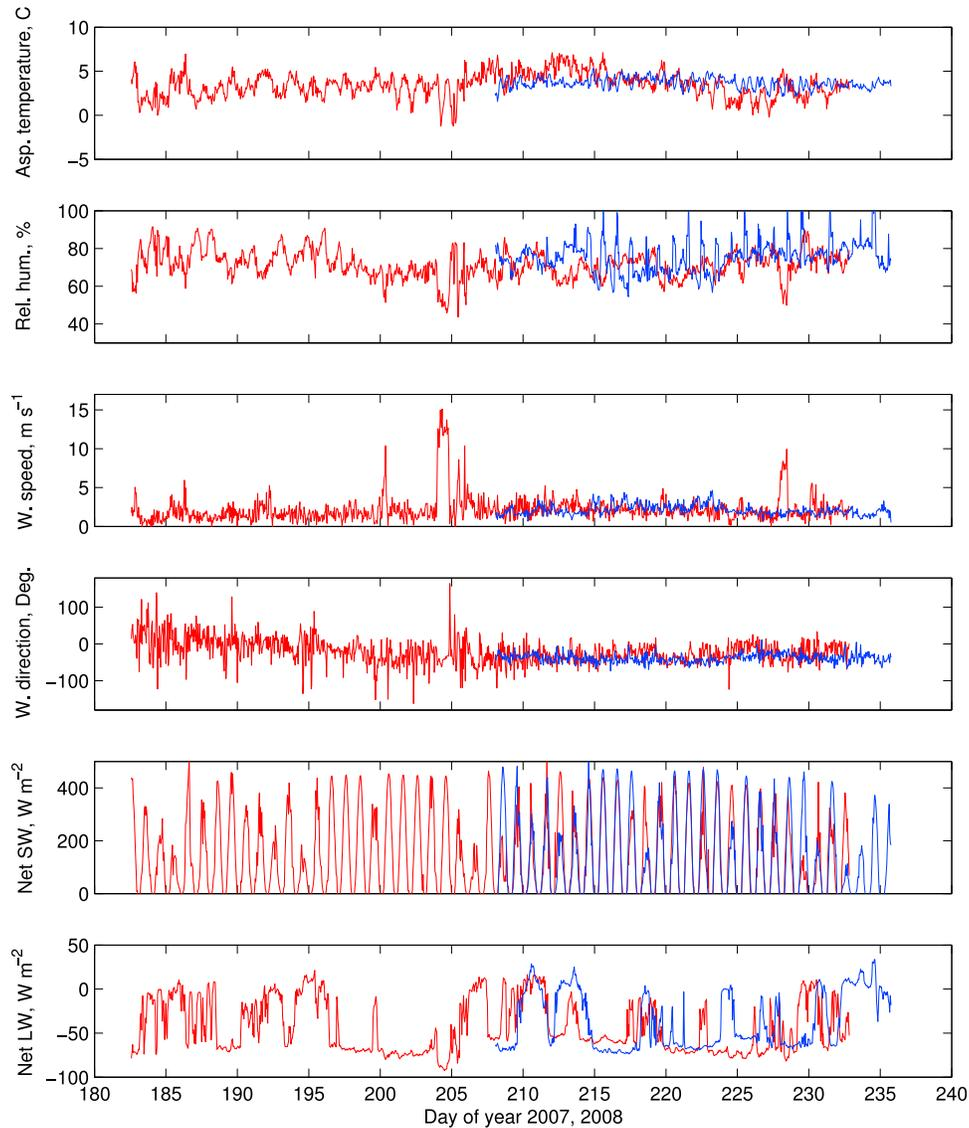 Asp. temperature, C
10
5
0
−5
Rel. hum., %
100
80
60
40
W. speed, m s⁻¹
15
10
5
0
W. direction, Deg.
100
0
−100
Net SW, W m⁻²
400
200
0
Net LW, W m⁻²
50
0
−50
−100
180 185 190 195 200 205 210 215 220 225 230 235 240
Day of year 2007, 2008